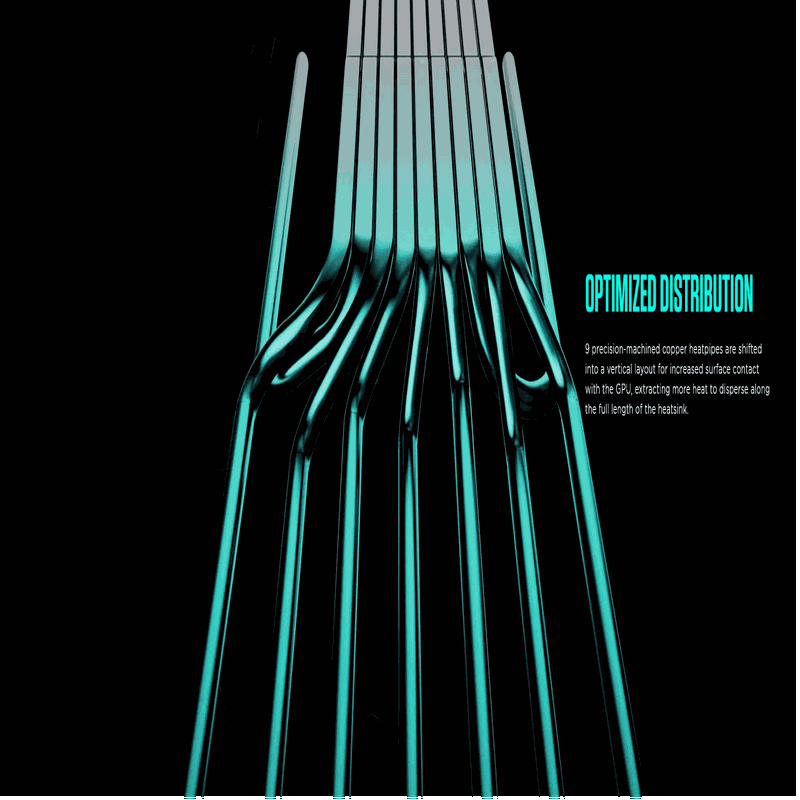 OPTIMIZED DISTRIBUTION
9 precision-machined copper heatpipes are shifted
into a vertical layout for increased surface contact
with the GPU, extracting more heat to disperse along
the full length of the heatsink.